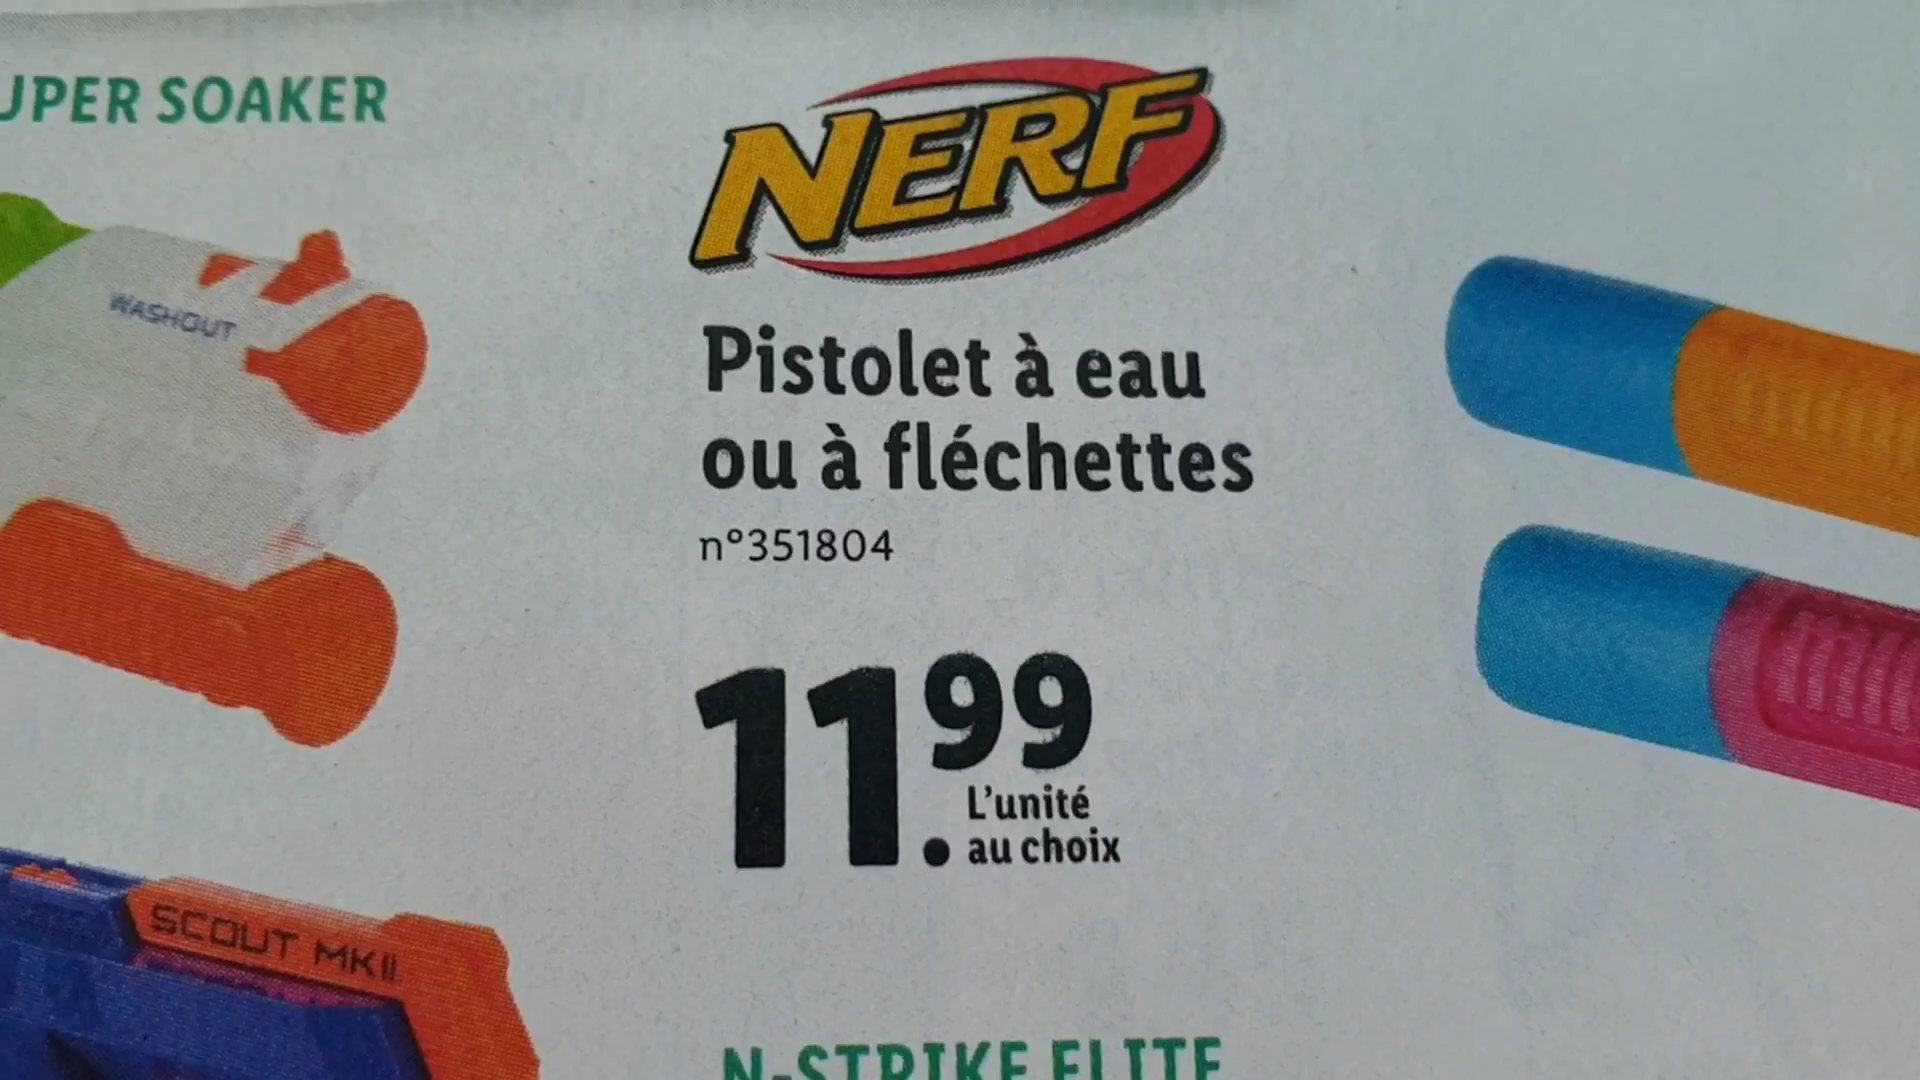 UPER SOAKER
NERF
WASHOUT
Pistolet à eau
ou à fléchettes
n°351804
11.99
L'unité
au choix
SCOUT MKII
N-STRIKE ELITE